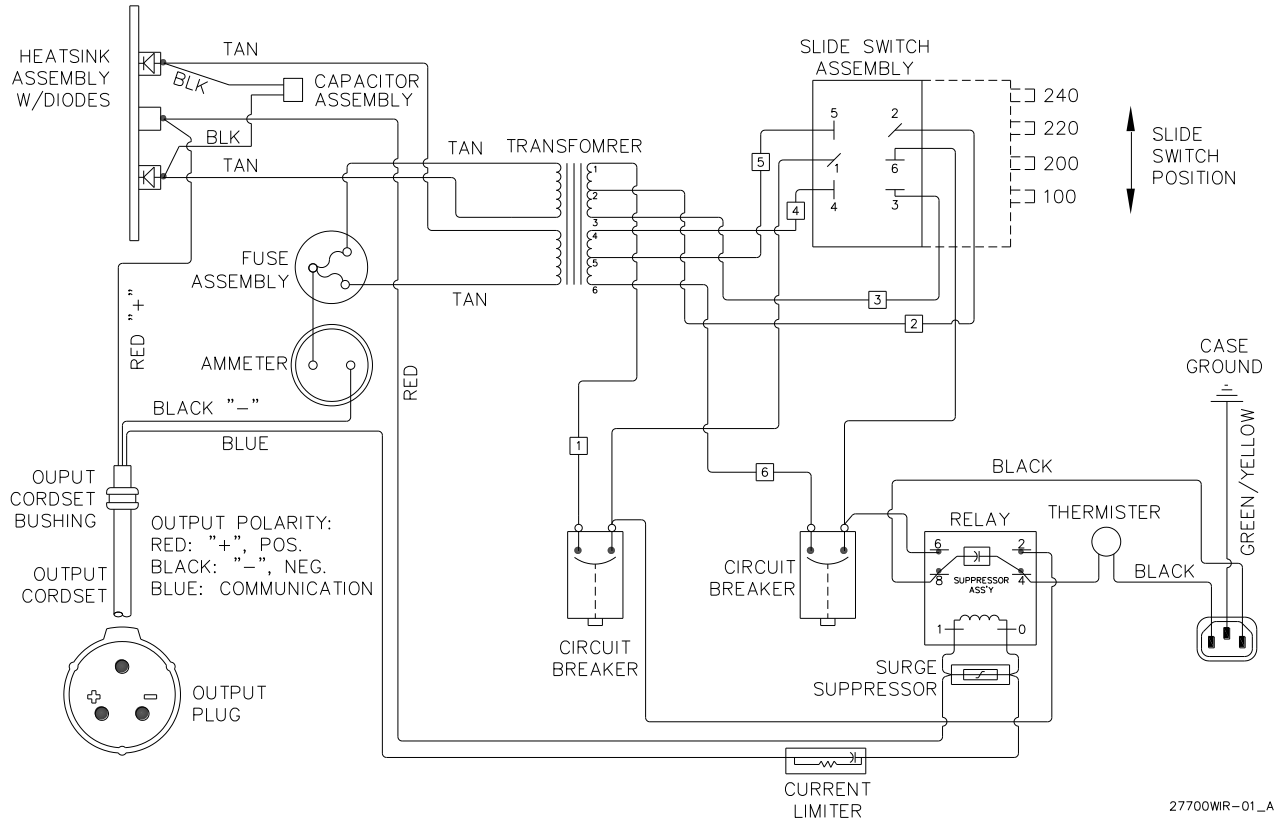 HEATSINK
ASSEMBLY
W/DIODES
TAN
BLK
CAPACITOR
ASSEMBLY
BLK
TAN
TAN
TRANSFOMRER
1
2
3
4
5
6
SLIDE SWITCH
ASSEMBLY
5
2
1
6
4
3
240
220
200
100
SLIDE
SWITCH
POSITION
5
4
3
2
FUSE
ASSEMBLY
TAN
RED "+"
AMMETER
RED
BLACK "-"
BLUE
CASE
GROUND
GREEN/YELLOW
1
6
OUPUT
CORDSET
BUSHING
OUTPUT POLARITY:
RED: "+", POS.
BLACK: "-", NEG.
BLUE: COMMUNICATION
OUTPUT
CORDSET
BLACK
RELAY
THERMISTER
6
2
8
4
SUPPRESSOR
ASS'Y
BLACK
CIRCUIT
BREAKER
1
0
CIRCUIT
BREAKER
SURGE
SUPPRESSOR
+
-
OUTPUT
PLUG
CURRENT
LIMITER
27700WIR-01_A